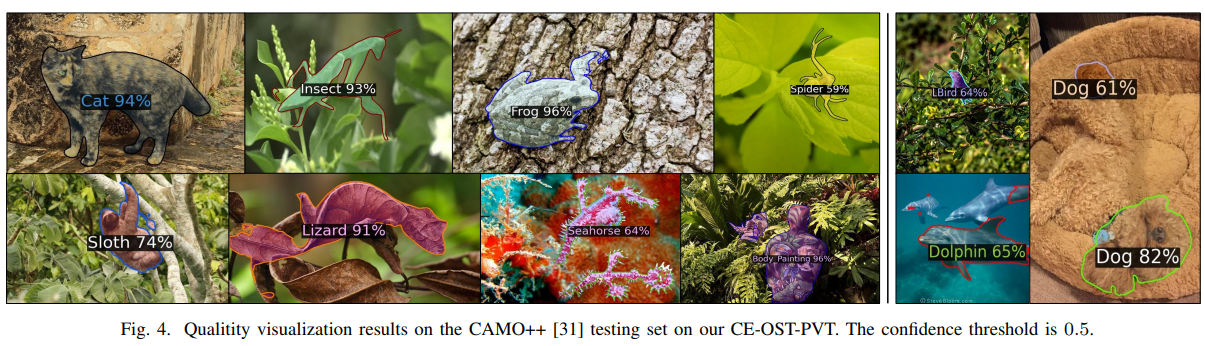 Cat 94%
Insect 93%
Frog 96%
Spider 59%
LBird 64%
Dog 61%
Sloth 74%
Lizard 91%
Seahorse 64%
Body Painting 96%
Dolphin 65%
Dog 82%
Fig. 4. Qualitity visualization results on the CAMO++ [31] testing set on our CE-OST-PVT. The confidence threshold is 0.5.